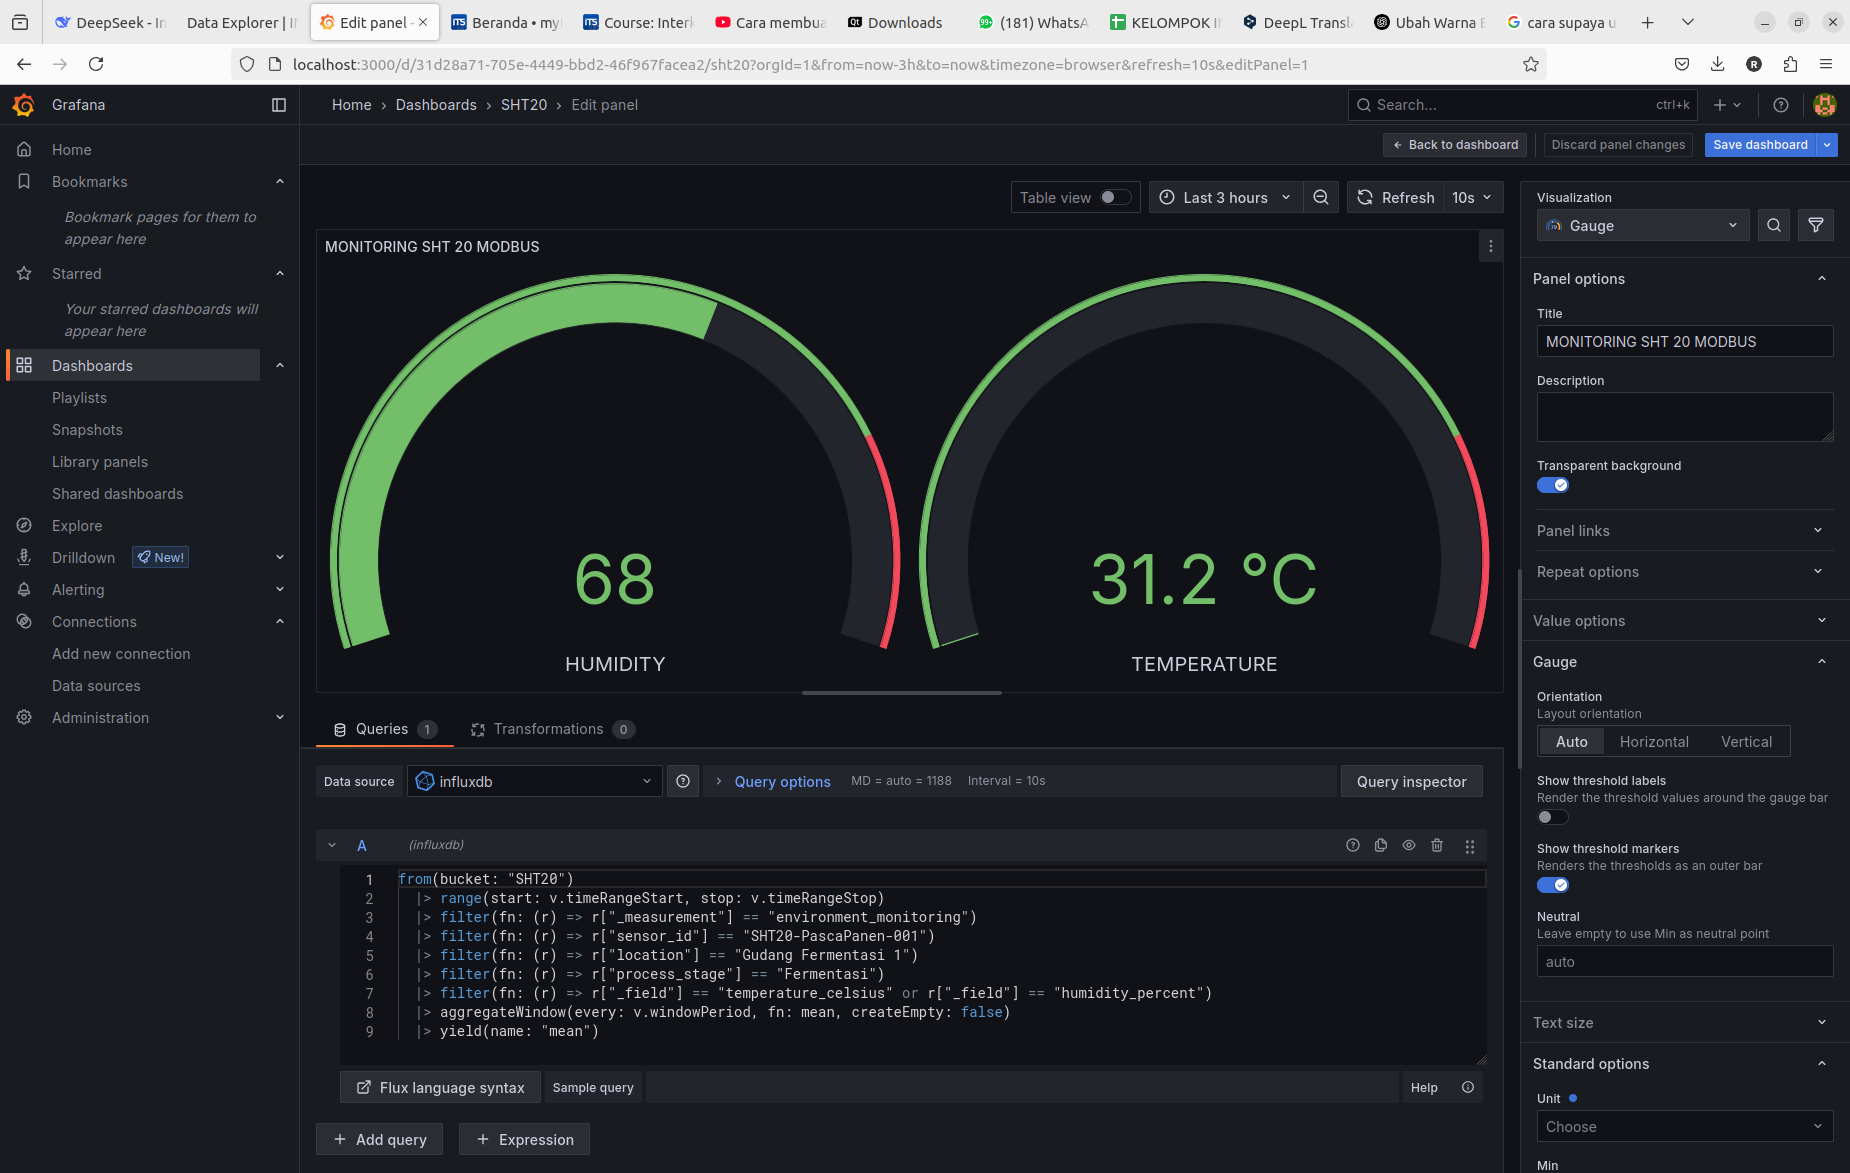 DeepSeek - In
Data Explorer | I
Edit panel -
Beranda • my
Course: Inter
Cara membua
Downloads
(181) WhatsA
KELOMPOK
DeepL Transl
Ubah Warna
cara supaya u
localhost:3000/d/31d28a71-705e-4449-bbd2-46f967facea2/sht20?orgId=1&from=now-3h&to=now&timezone=browser&refresh=10s&editPanel=1
Grafana
Home › Dashboards › SHT20 › Edit panel
Search...
ctrl+k
Back to dashboard
Discard panel changes
Save dashboard
Home
Bookmarks
Bookmark pages for them to
appear here
Starred
Your starred dashboards will
appear here
Dashboards
Playlists
Snapshots
Library panels
Shared dashboards
Explore
Drilldown
New!
Alerting
Connections
Add new connection
Data sources
Administration
Table view
Last 3 hours
Refresh
10s
MONITORING SHT 20 MODBUS
68
HUMIDITY
31.2 °C
TEMPERATURE
Queries 1
Transformations 0
Data source
influxdb
Query options
MD = auto = 1188
Interval = 10s
Query inspector
A
(influxdb)
1 from(bucket: "SHT20")
2 |> range(start: v.timeRangeStart, stop: v.timeRangeStop)
3 |> filter(fn: (r) => r["_measurement"] == "environment_monitoring")
4 |> filter(fn: (r) => r["sensor_id"] == "SHT20-PascaPanen-001")
5 |> filter(fn: (r) => r["location"] == "Gudang Fermentasi 1")
6 |> filter(fn: (r) => r["process_stage"] == "Fermentasi")
7 |> filter(fn: (r) => r["_field"] == "temperature_celsius" or r["_field"] == "humidity_percent")
8 |> aggregateWindow(every: v.windowPeriod, fn: mean, createEmpty: false)
9 |> yield(name: "mean")
Flux language syntax
Sample query
Help
Add query
Expression
Visualization
Gauge
Panel options
Title
MONITORING SHT 20 MODBUS
Description
Transparent background
Panel links
Repeat options
Value options
Gauge
Orientation
Layout orientation
Auto
Horizontal
Vertical
Show threshold labels
Render the threshold values around the gauge bar
Show threshold markers
Renders the thresholds as an outer bar
Neutral
Leave empty to use Min as neutral point
auto
Text size
Standard options
Unit
Choose
Min